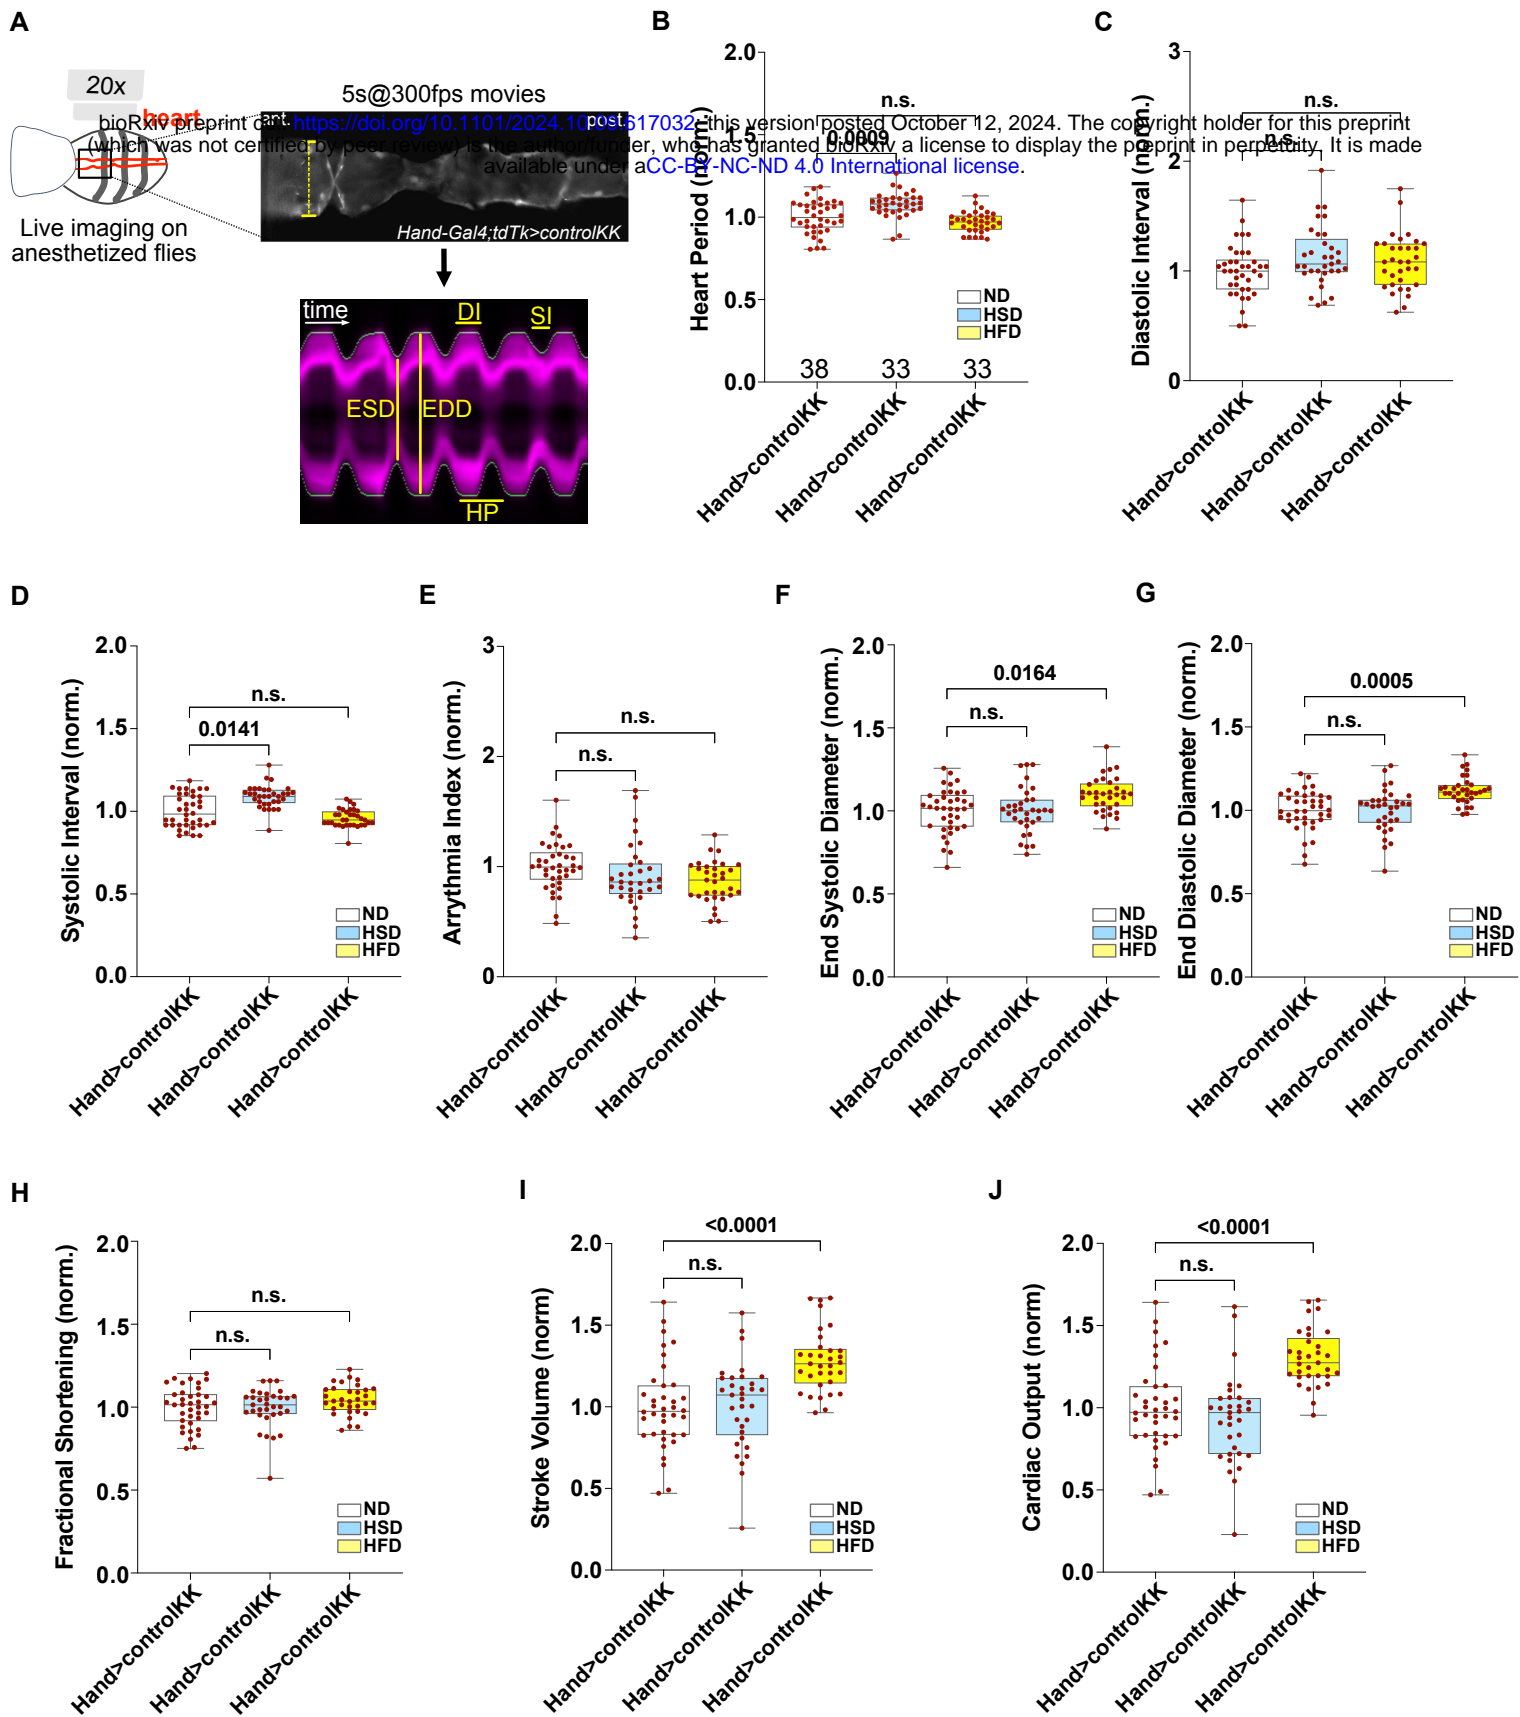 A
B
C
20x
heart
5s@300fps movies
ant.
post.
bioRxiv preprint doi: https://doi.org/10.1101/2024.10. 617032; this version posted October 12, 2024. The copyright holder for this preprint
(which was not certified by peer review) is the author/funder, who has granted bioRxiv a license to display the preprint in perpetuity. It is made
available under aCC-BY-NC-ND 4.0 International license.
Live imaging on
anesthetized flies
Hand-Gal4;tdTk>controlKK
time
DI
SI
ESD
EDD
HP
Heart Period (norm.)
2.0
1.5
1.0
0.5
0.0
n.s.
0.0009
ND
HSD
HFD
38
33
33
Hand>controlKK
Hand>controlKK
Hand>controlKK
Diastolic Interval (norm.)
3
2
1
0
n.s.
n.s.
Hand>controlKK
Hand>controlKK
Hand>controlKK
D
E
F
G
Systolic Interval (norm.)
2.0
1.5
1.0
0.5
0.0
n.s.
0.0141
ND
HSD
HFD
Hand>controlKK
Hand>controlKK
Hand>controlKK
Arrythmia Index (norm.)
3
2
1
0
n.s.
n.s.
Hand>controlKK
Hand>controlKK
Hand>controlKK
End Systolic Diameter (norm.)
2.0
1.5
1.0
0.5
0.0
0.0164
n.s.
ND
HSD
HFD
Hand>controlKK
Hand>controlKK
Hand>controlKK
End Diastolic Diameter (norm.)
2.0
1.5
1.0
0.5
0.0
0.0005
n.s.
ND
HSD
HFD
Hand>controlKK
Hand>controlKK
Hand>controlKK
H
I
J
Fractional Shortening (norm.)
2.0
1.5
1.0
0.5
0.0
n.s.
n.s.
ND
HSD
HFD
Hand>controlKK
Hand>controlKK
Hand>controlKK
Stroke Volume (norm)
2.0
1.5
1.0
0.5
0.0
<0.0001
n.s.
ND
HSD
HFD
Hand>controlKK
Hand>controlKK
Hand>controlKK
Cardiac Output (norm)
2.0
1.5
1.0
0.5
0.0
<0.0001
n.s.
ND
HSD
HFD
Hand>controlKK
Hand>controlKK
Hand>controlKK